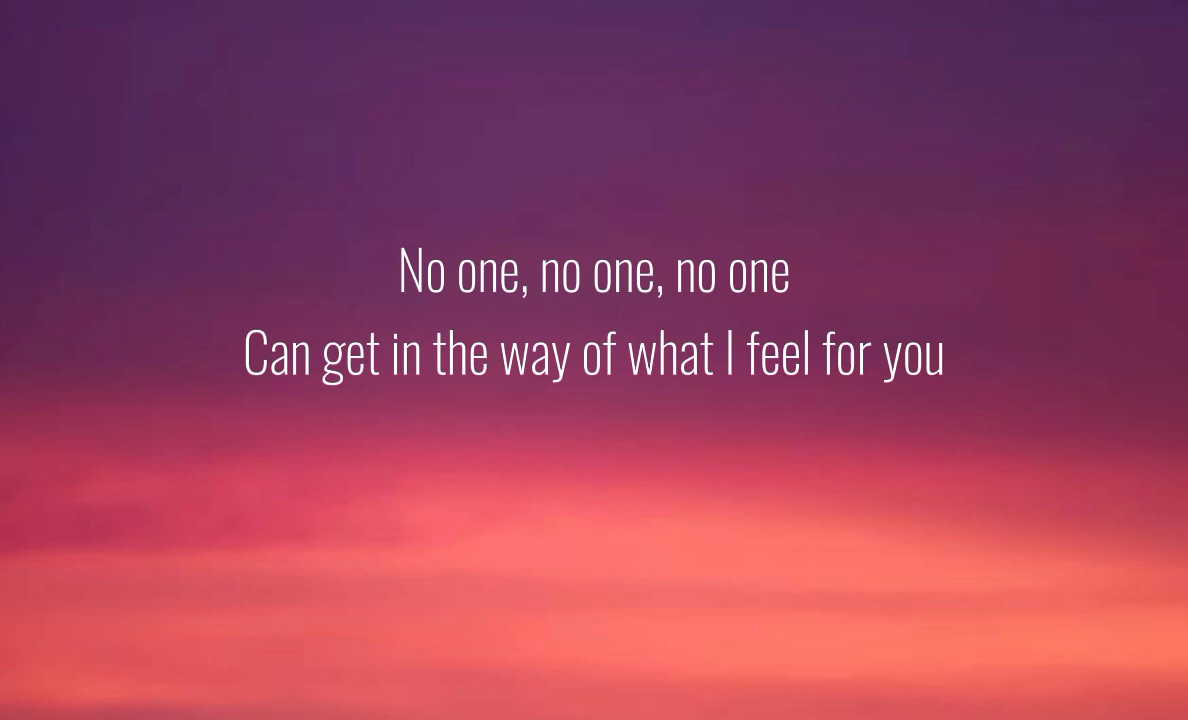 No one, no one, no one
Can get in the way of what I feel for you